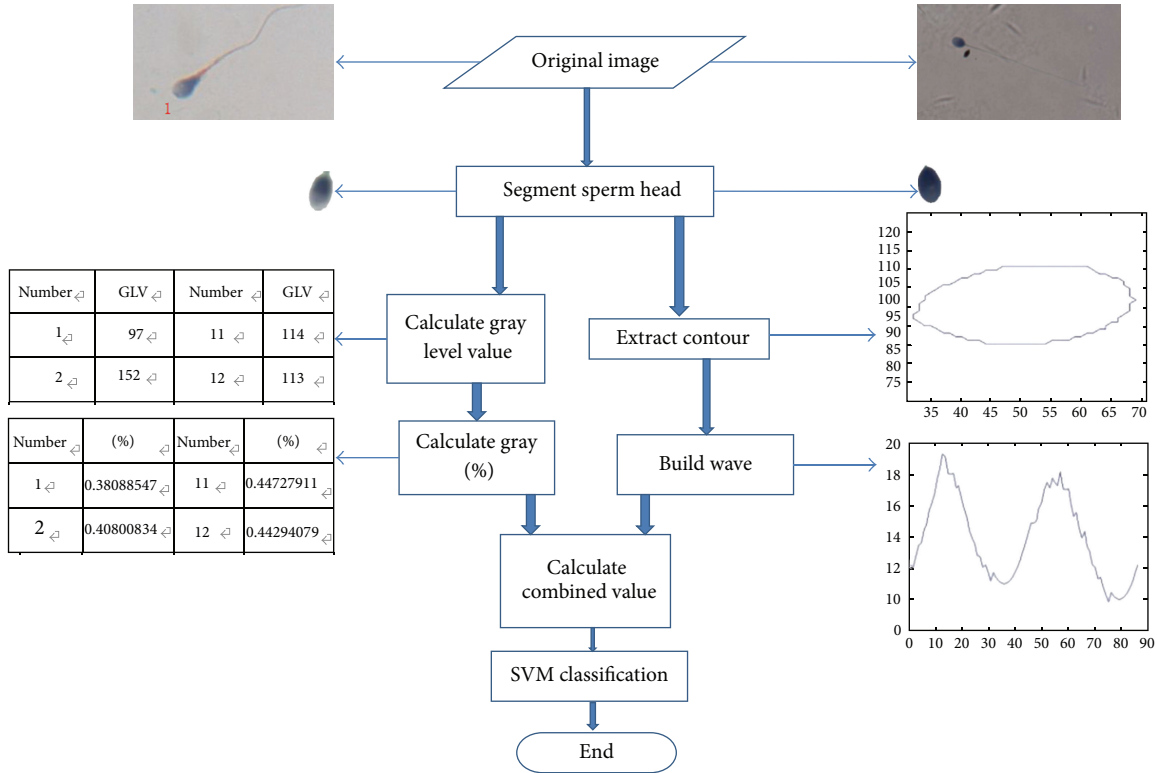 1
Original image
Segment sperm head
Number GLV Number GLV
1 97 11 114
2 152 12 113
Calculate gray
level value
Extract contour
120
115
110
105
100
95
90
85
80
75
35 40 45 50 55 60 65 70
Number (%) Number (%)
1 0.38088547 11 0.44727911
2 0.40800834 12 0.44294079
Calculate gray
(%)
Build wave
20
18
16
14
12
10
0
0 10 20 30 40 50 60 70 80 90
Calculate
combined value
SVM classification
End